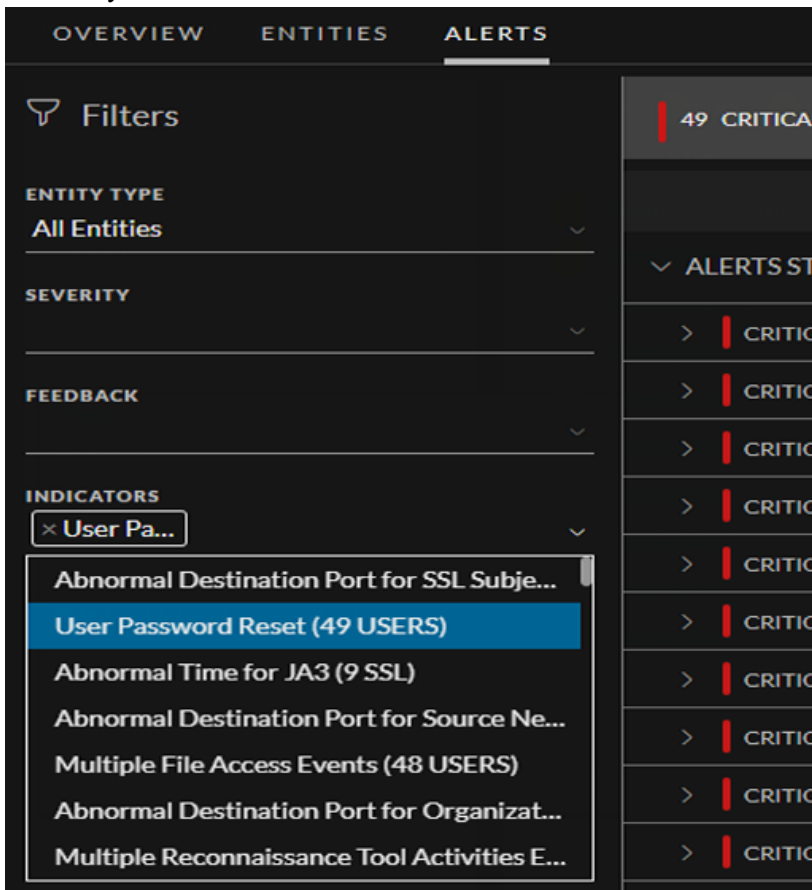 OVERVIEW ENTITIES ALERTS
Filters
49 CRITICA
ENTITY TYPE
All Entities
ALERTS ST
SEVERITY
CRITIC
CRITIC
FEEDBACK
CRITIC
INDICATORS
× User Pa...
CRITIC
Abnormal Destination Port for SSL Subje...
CRITIC
User Password Reset (49 USERS)
CRITIC
Abnormal Time for JA3 (9 SSL)
CRITIC
Abnormal Destination Port for Source Ne...
CRITIC
Multiple File Access Events (48 USERS)
CRITIC
Abnormal Destination Port for Organizat...
Multiple Reconnaissance Tool Activities E...
CRITIC